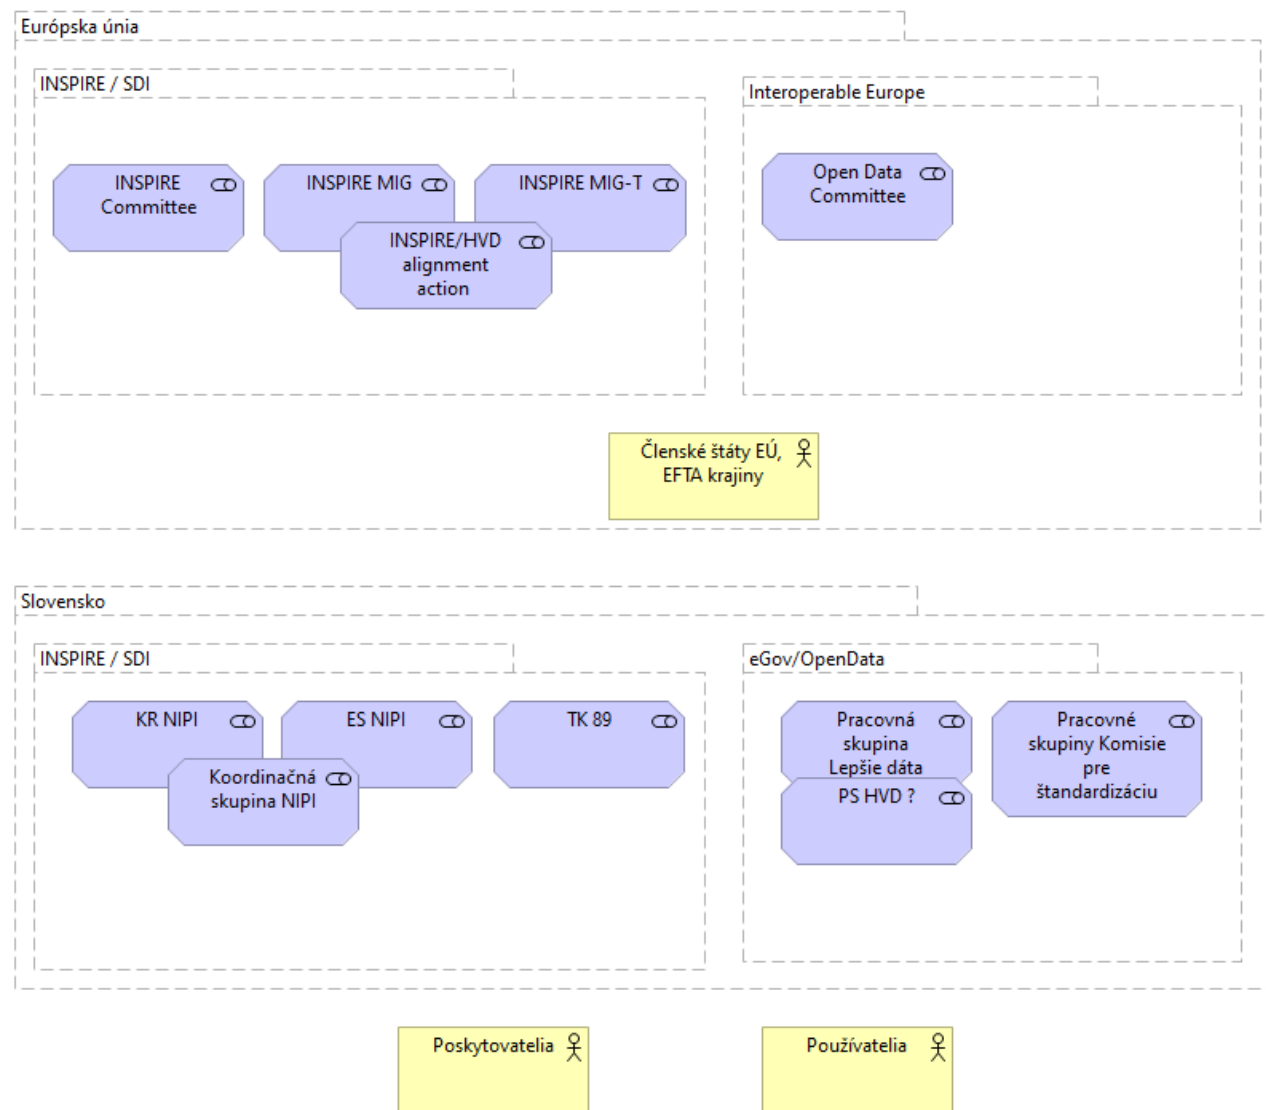 Európska únia
INSPIRE / SDI
Interoperable Europe
INSPIRE
Committee
INSPIRE MIG
INSPIRE MIG-T
INSPIRE/HVD
alignment
action
Open Data
Committee
Členské štáty EÚ,
EFTA krajiny
Slovensko
INSPIRE / SDI
eGov/OpenData
KR NIPI
ES NIPI
TK 89
Koordinačná
skupina NIPI
Pracovná
skupina
Lepšie dáta
PS HVD ?
Pracovné
skupiny Komisie
pre
štandardizáciu
Poskytovatelia
Používatelia